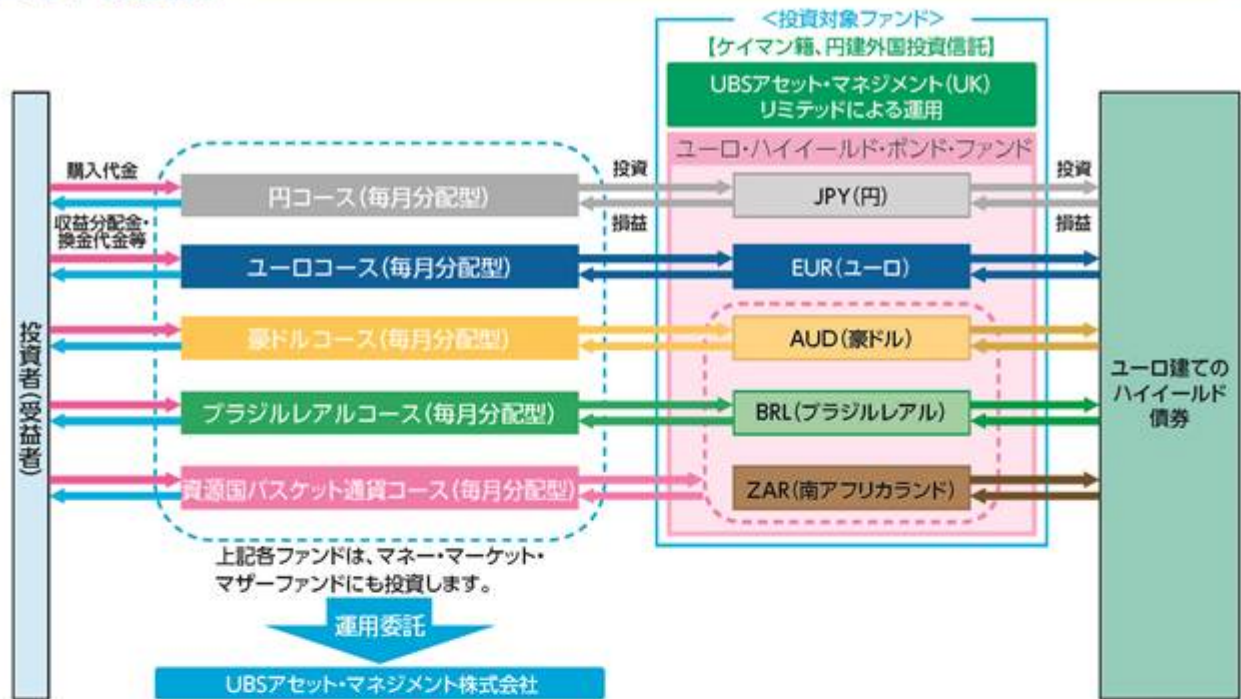 <投資対象ファンド>
【ケイマン籍、円建外国投資信託】
UBSアセット・マネジメント(UK)
リミテッドによる運用
ユーロ・ハイイールド・ボンド・ファンド
投資者(受益者)
購入代金
収益分配金・
換金代金等
円コース(毎月分配型)
ユーロコース(毎月分配型)
豪ドルコース(毎月分配型)
ブラジルレアルコース(毎月分配型)
資源国バスケット通貨コース(毎月分配型)
投資
損益
JPY(円)
EUR(ユーロ)
AUD(豪ドル)
BRL(ブラジルレアル)
ZAR(南アフリカランド)
投資
損益
ユーロ建ての
ハイイールド
債券
上記各ファンドは、マネー・マーケット・
マザーファンドにも投資します。
運用委託
UBSアセット・マネジメント株式会社